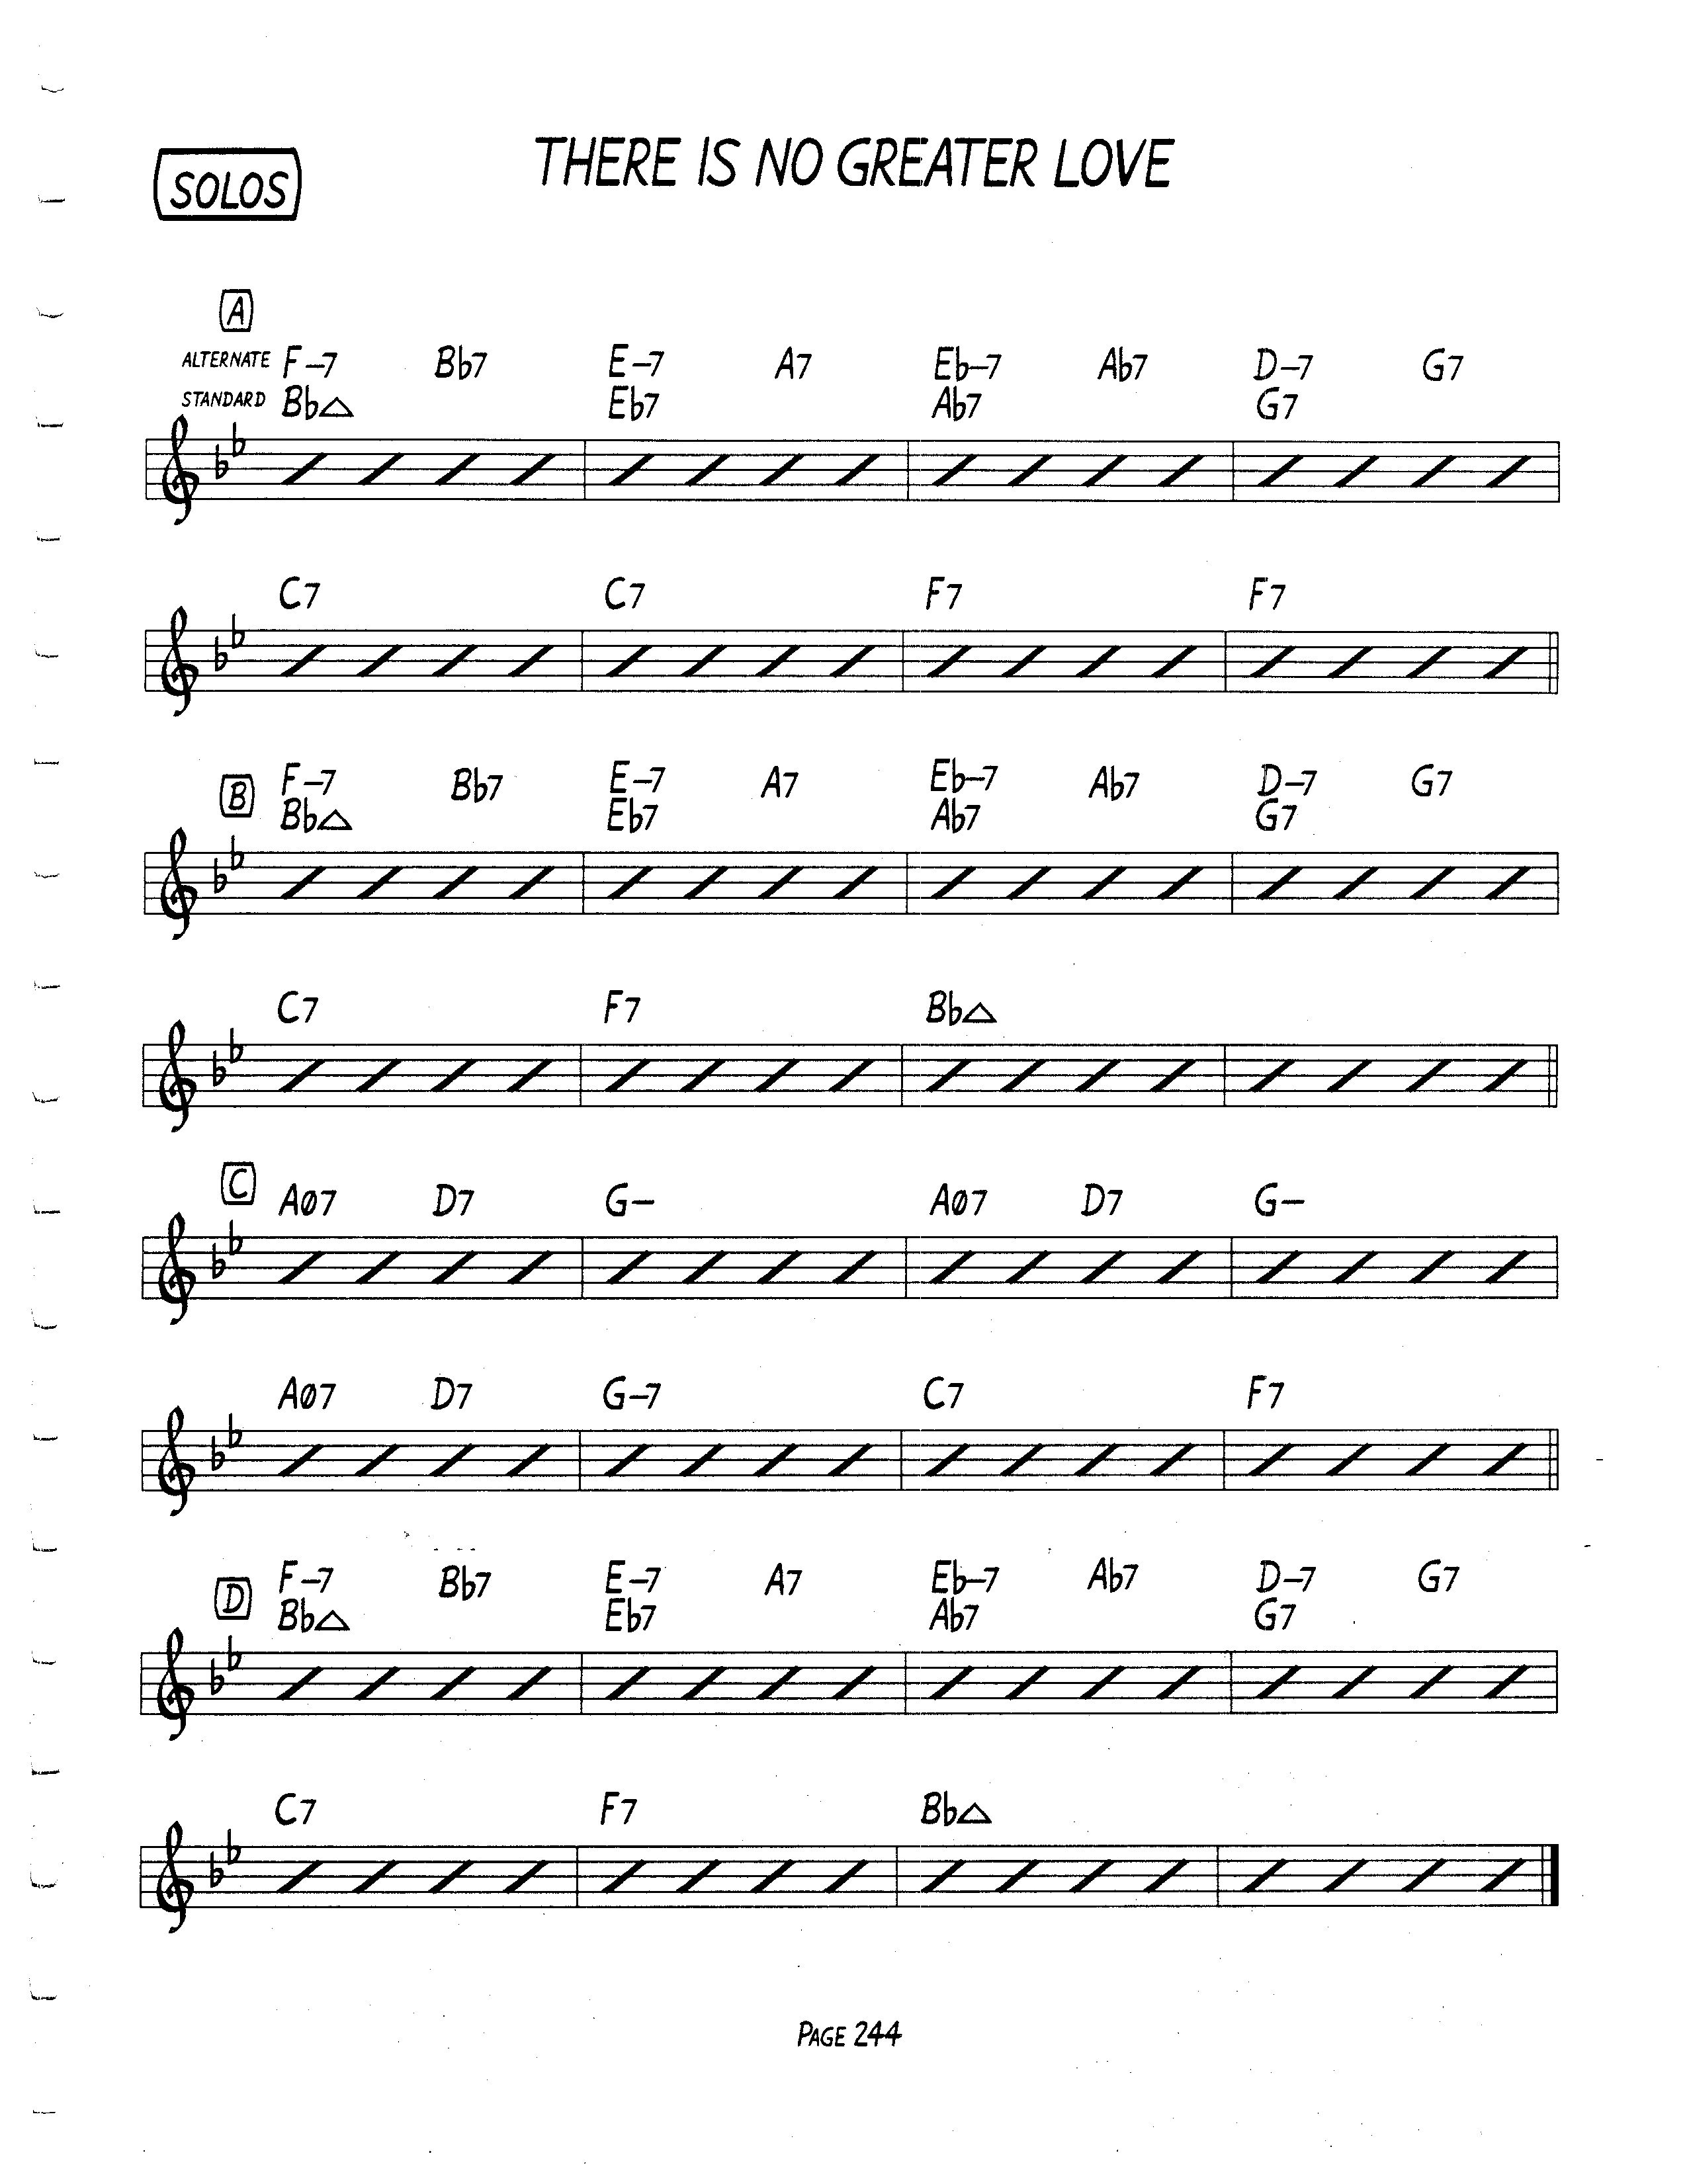 THERE IS NO GREATER LOVE
SOLOS
A
ALTERNATE F-7 Bb7 E-7 A7 Eb-7 Ab7 D-7 G7
STANDARD Bb△ Eb7 Ab7 G7
C7 C7 F7 F7
B F-7 Bb7 E-7 A7 Eb-7 Ab7 D-7 G7
Bb△ Eb7 Ab7 G7
C7 F7 Bb△
C
AØ7 D7 G- AØ7 D7 G-
AØ7 D7 G-7 C7 F7
D F-7 Bb7 E-7 A7 Eb-7 Ab7 D-7 G7
Bb△ Eb7 Ab7 G7
C7 F7 Bb△
PAGE 244